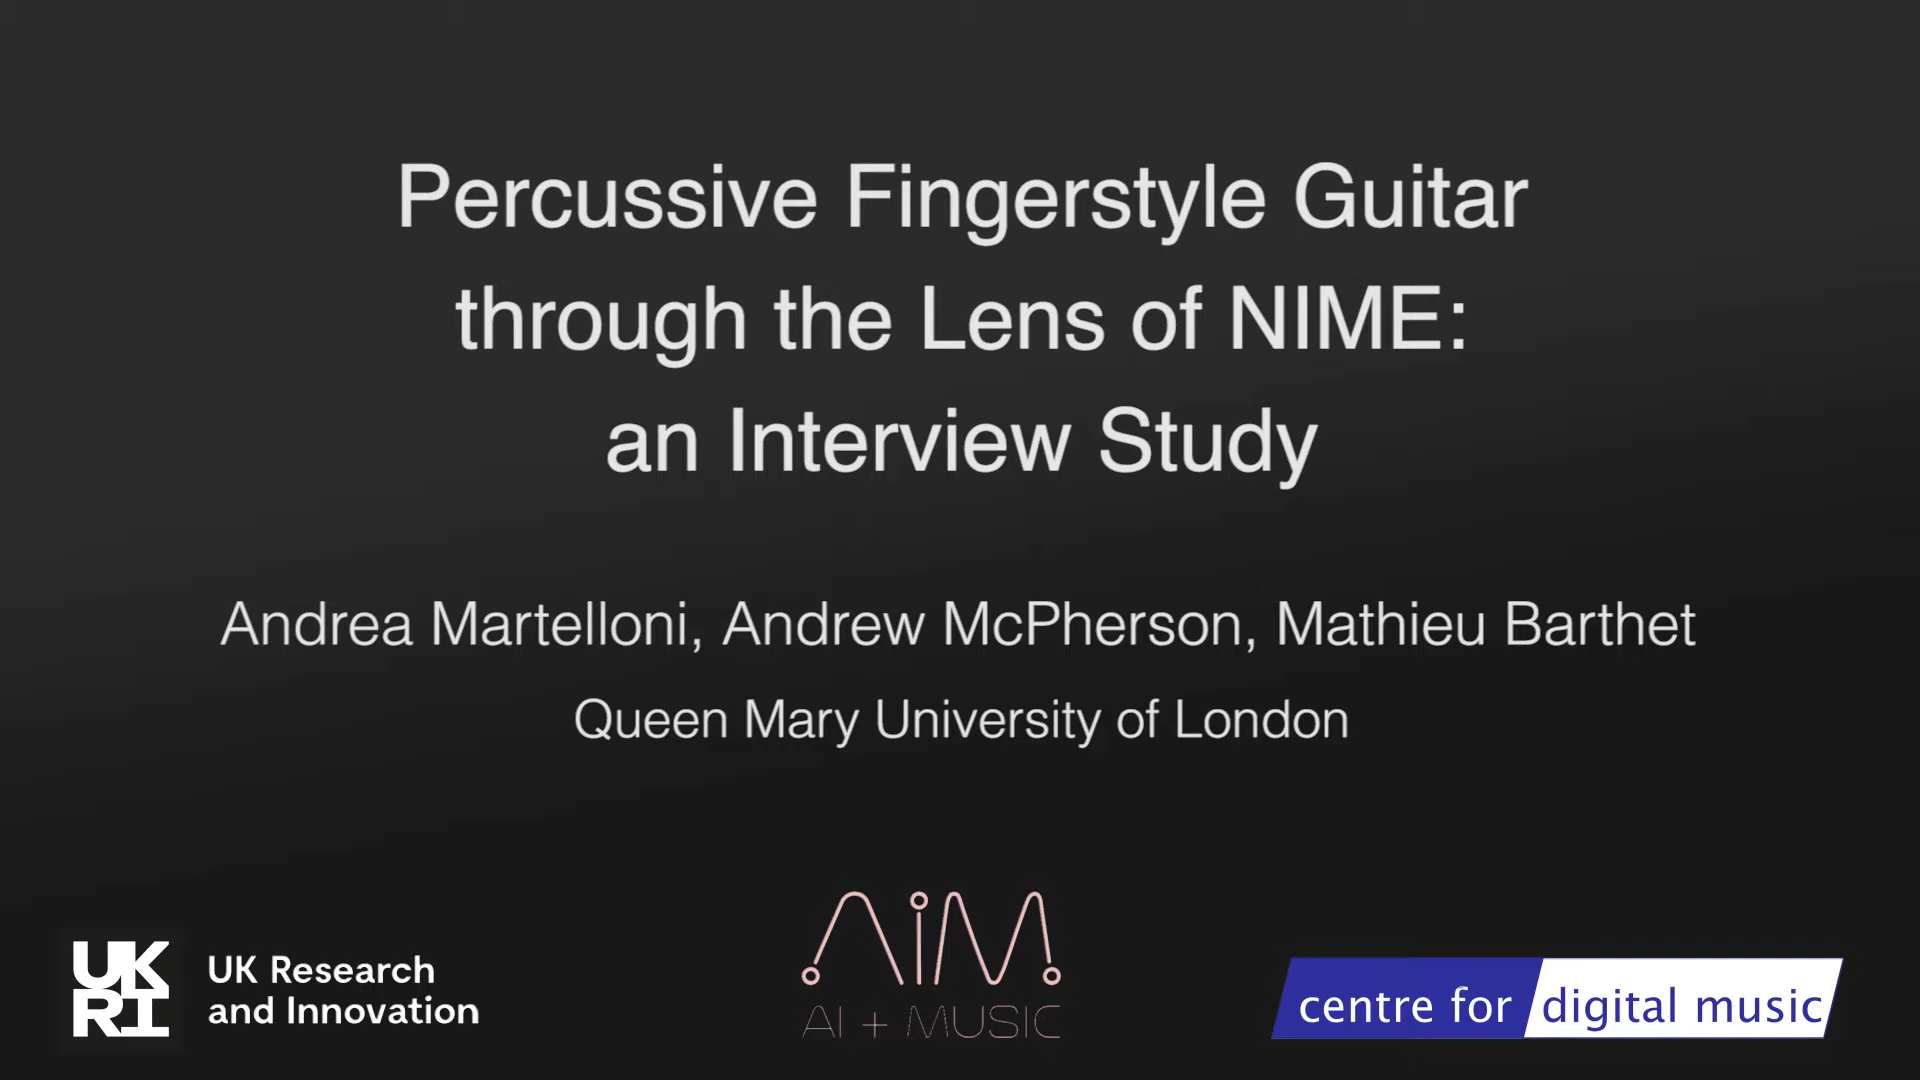 Percussive Fingerstyle Guitar
through the Lens of NIME:
an Interview Study
Andrea Martelloni, Andrew McPherson, Mathieu Barthet
Queen Mary University of London
UK
RI
UK Research
and Innovation
AIM
AI + MUSIC
centre for digital music